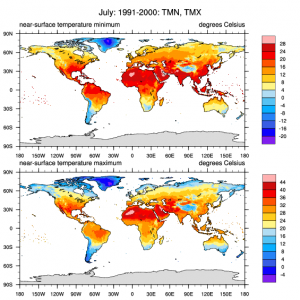 July: 1991-2000: TMN, TMX
near-surface temperature minimum degrees Celsius
90N
60N
30N
0
30S
60S
90S
180 150W 120W 90W 60W 30W 0 30E 60E 90E 120E 150E 180
28
24
20
16
12
8
4
0
-4
-8
-12
-16
-20
near-surface temperature maximum degrees Celsius
90N
60N
30N
0
30S
60S
90S
180 150W 120W 90W 60W 30W 0 30E 60E 90E 120E 150E 180
44
40
36
32
28
24
20
16
12
8
4
0
-4